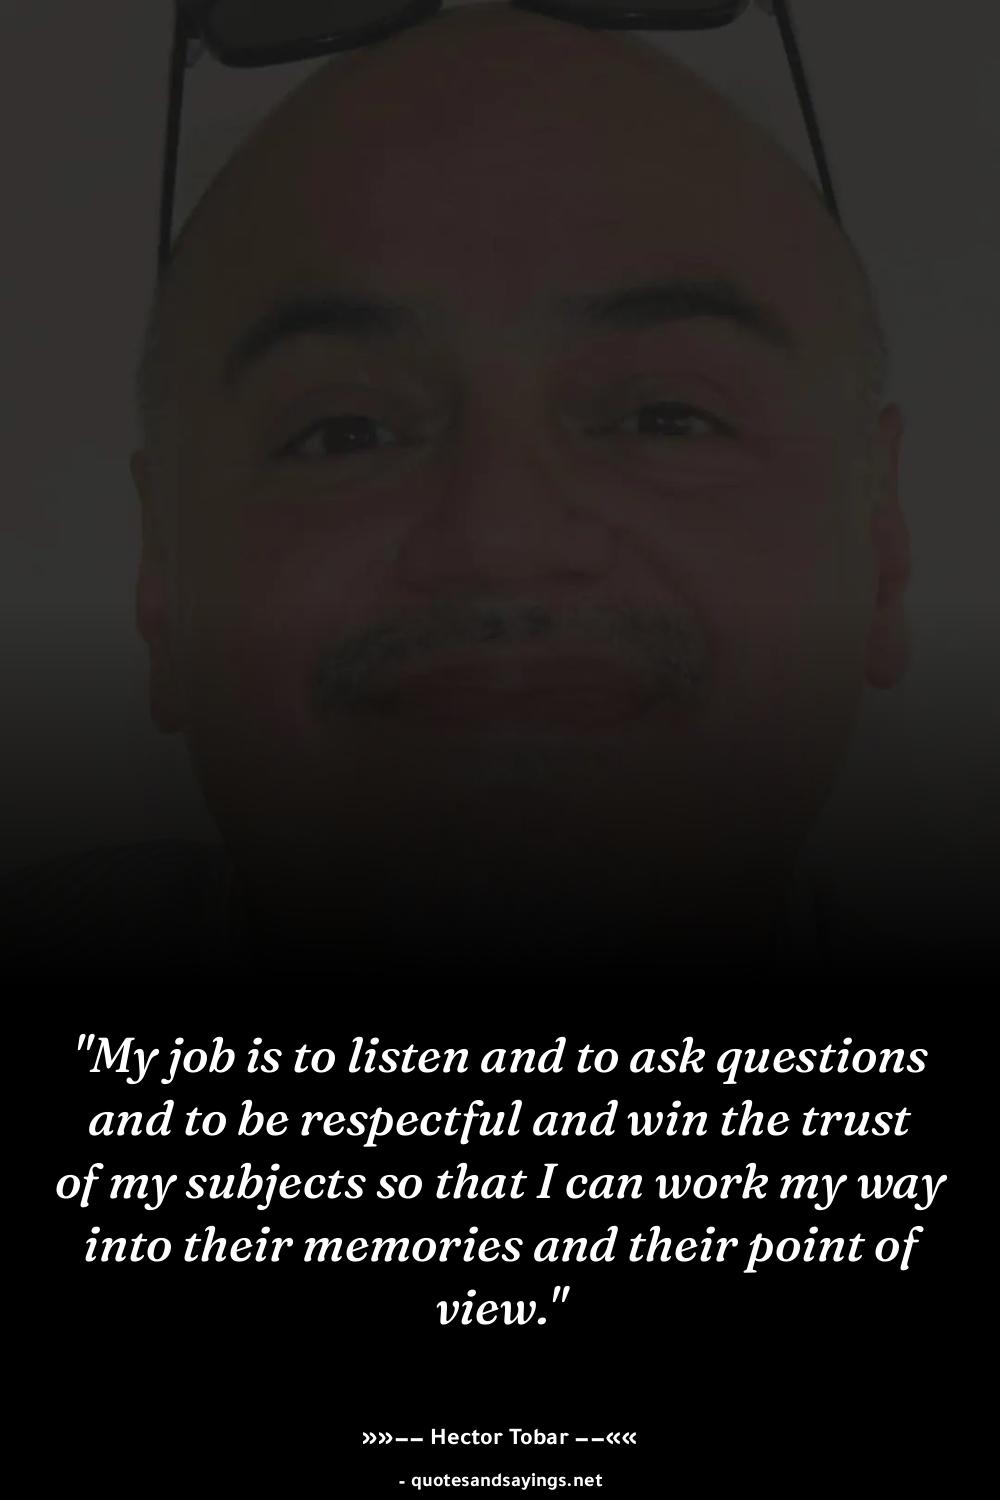 "My job is to listen and to ask questions
and to be respectful and win the trust
of my subjects so that I can work my way
into their memories and their point of
view."
»»–– Hector Tobar ––««
- quotesandsayings.net